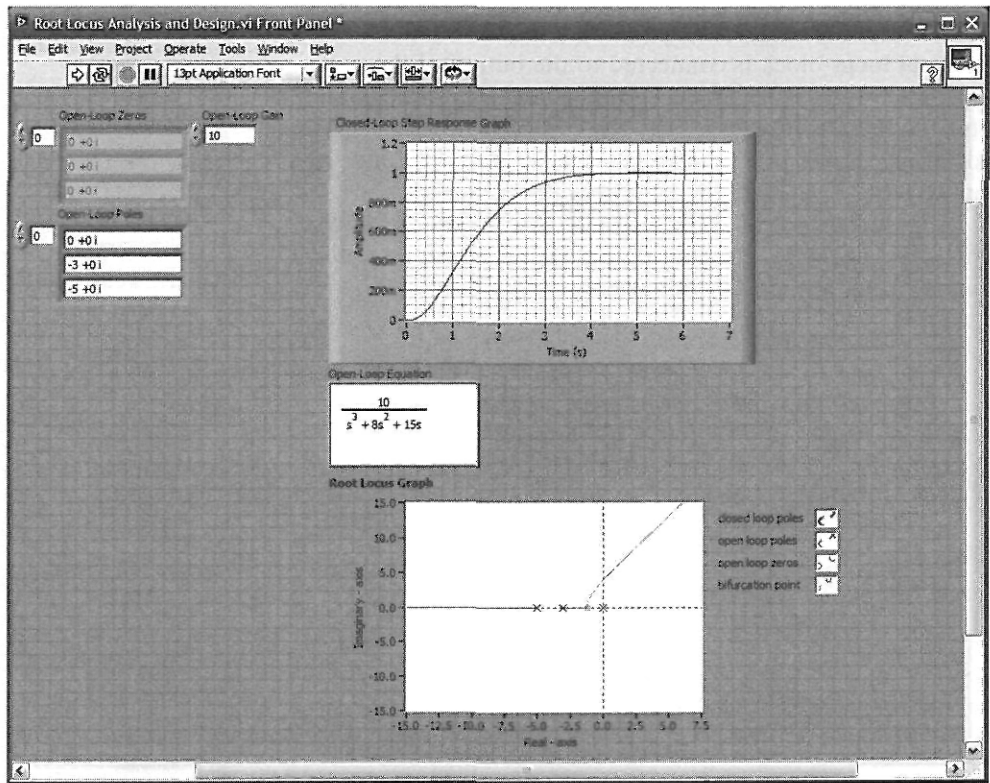 Root Locus Analysis and Design.vi Front Panel *
File Edit View Project Operate Tools Window Help
13pt Application Font
1
Open-Loop Zeros
Open-Loop Gain
0
0 +0 i
0 +0 i
0 +0 i
10
Open-Loop Poles
0
0 +0 i
-3 +0 i
-5 +0 i
Closed-Loop Step Response Graph
Amplitude
1.2
1
800m
600m
400m
200m
0
0 1 2 3 4 5 6 7
Time (s)
Open-Loop Equation
10
s^3 + 8s^2 + 15s
Root Locus Graph
Imaginary - axis
15.0
10.0
5.0
0.0
-5.0
-10.0
-15.0
-15.0 -12.5 -10.0 -7.5 -5.0 -2.5 0.0 2.5 5.0 7.5
Real - axis
closed loop poles
open loop poles
open loop zeros
bifurcation point